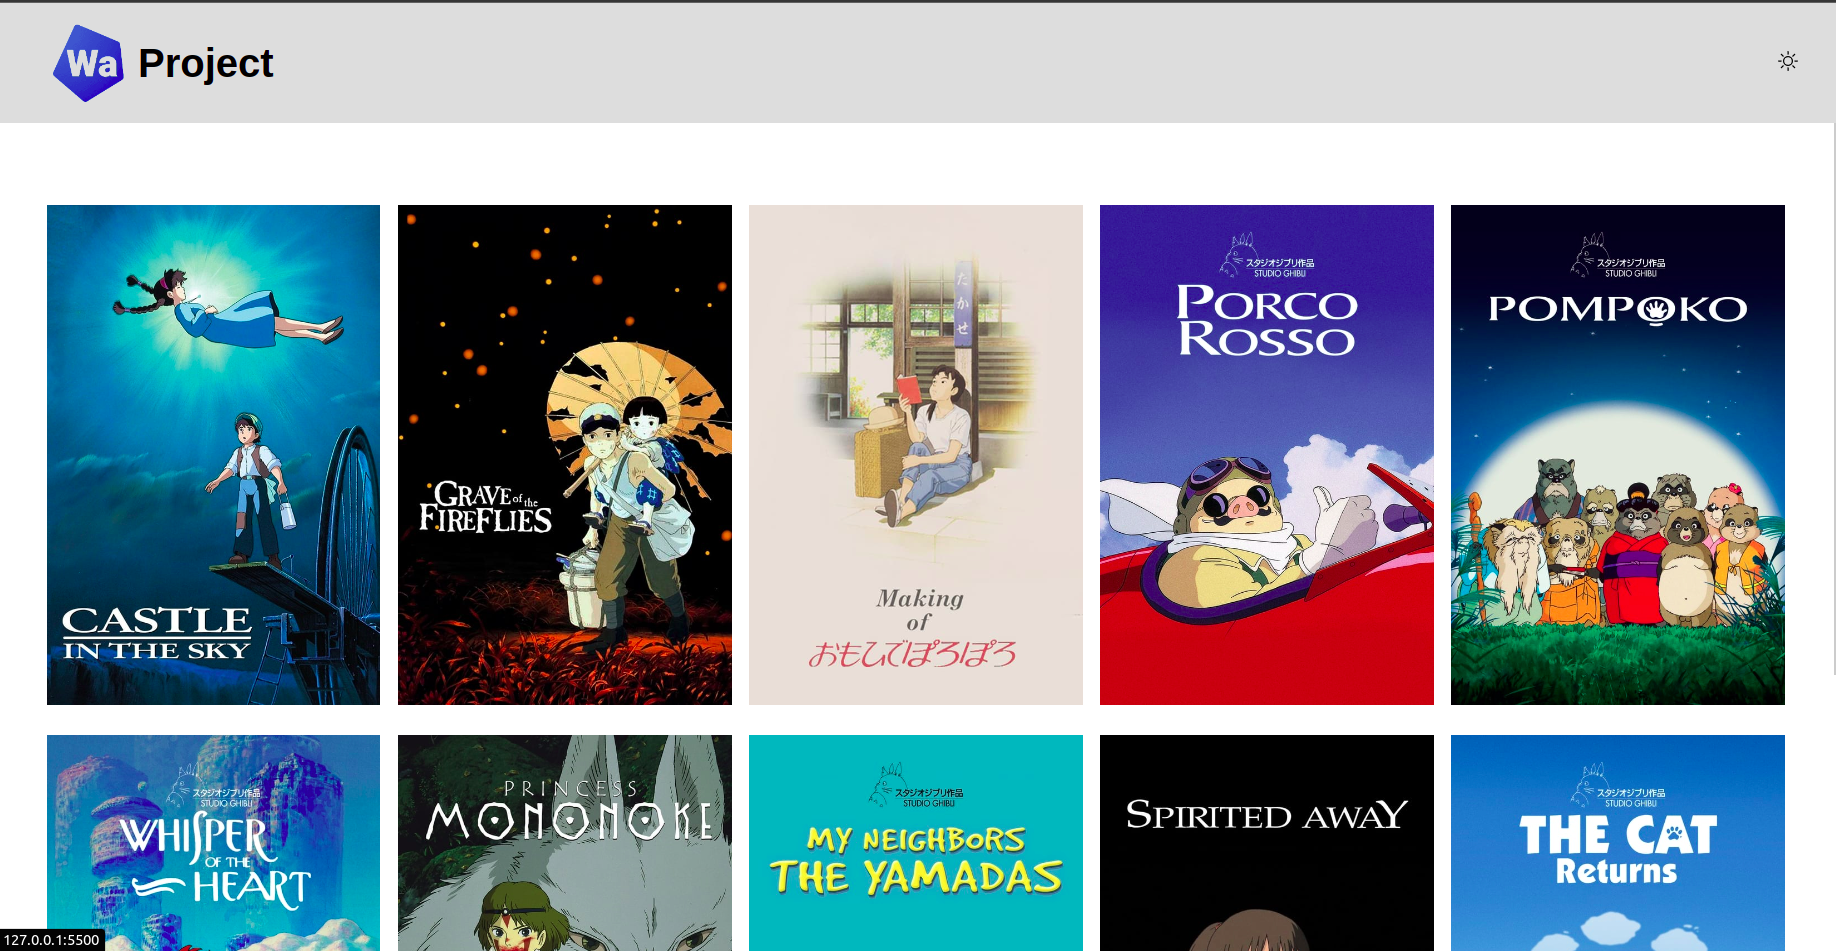 Wa Project
CASTLE
IN THE SKY
GRAVE of the
FIREFLIES
たかせ
Making
of
おもひでぽろぽろ
スタジオジブリ作品
STUDIO GHIBLI
PORCO
ROSSO
スタジオジブリ作品
STUDIO GHIBLI
POMPOKO
スタジオジブリ作品
STUDIO GHIBLI
WHISPER
OF THE
HEART
PRINCESS
MONONOKE
スタジオジブリ作品
STUDIO GHIBLI
MY NEIGHBORS
THE YAMADAS
SPIRITED AWAY
スタジオジブリ作品
STUDIO GHIBLI
THE CAT
Returns
127.0.0.1:5500